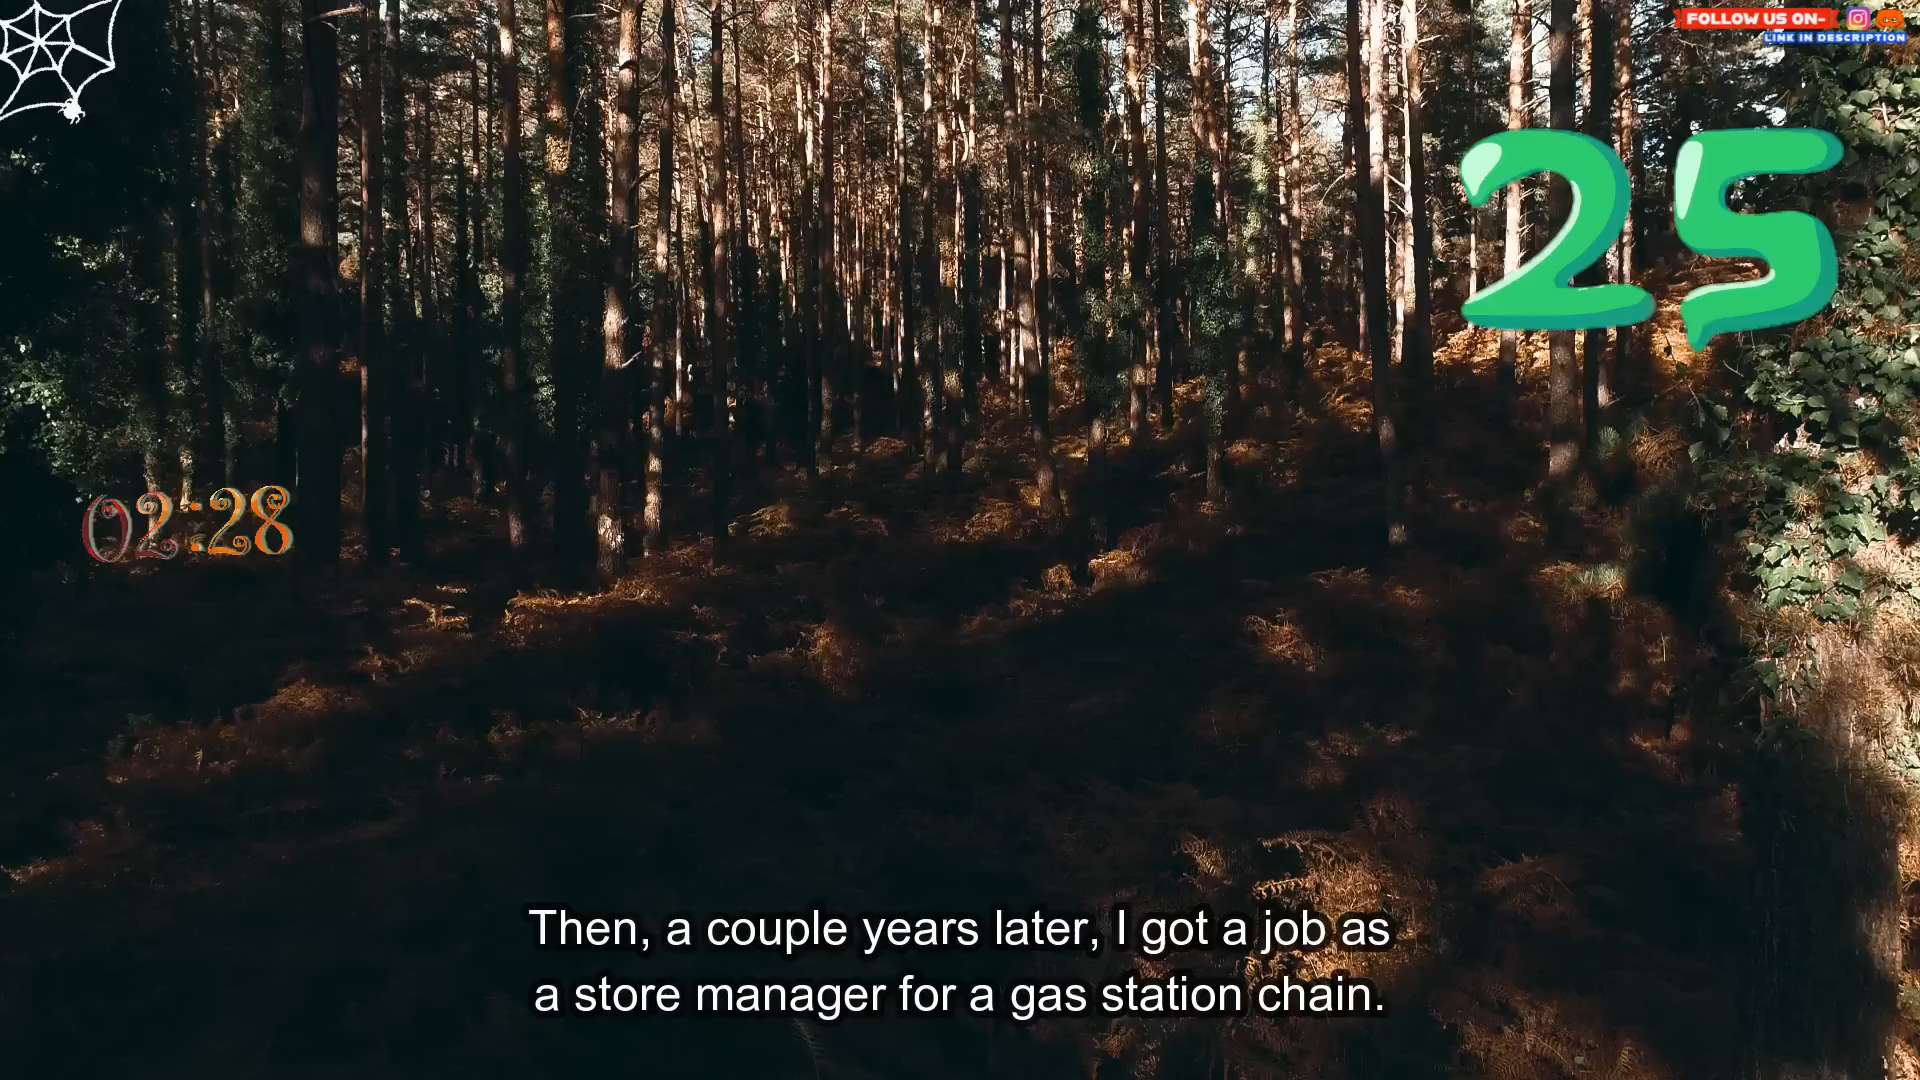 FOLLOW US ON-
LINK IN DESCRIPTION
25
02:28
Then, a couple years later, I got a job as
a store manager for a gas station chain.